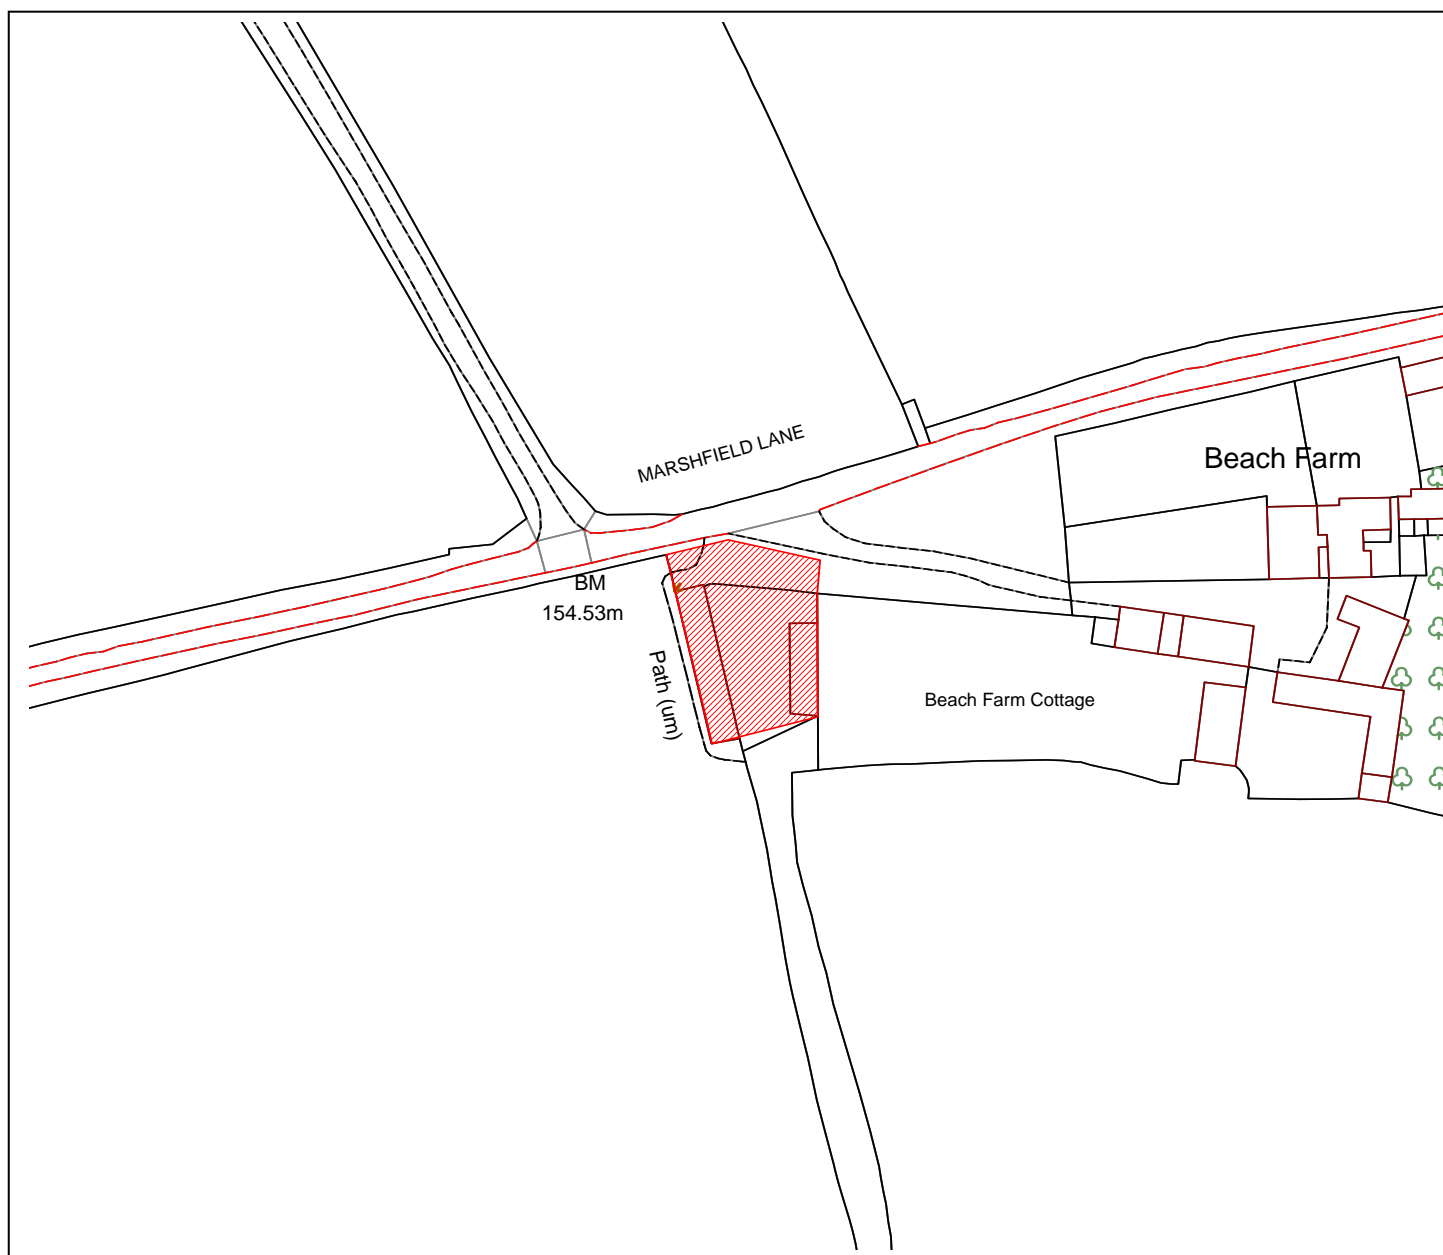 MARSHFIELD LANE
Beach Farm
BM
154.53m
Path (um)
Beach Farm Cottage